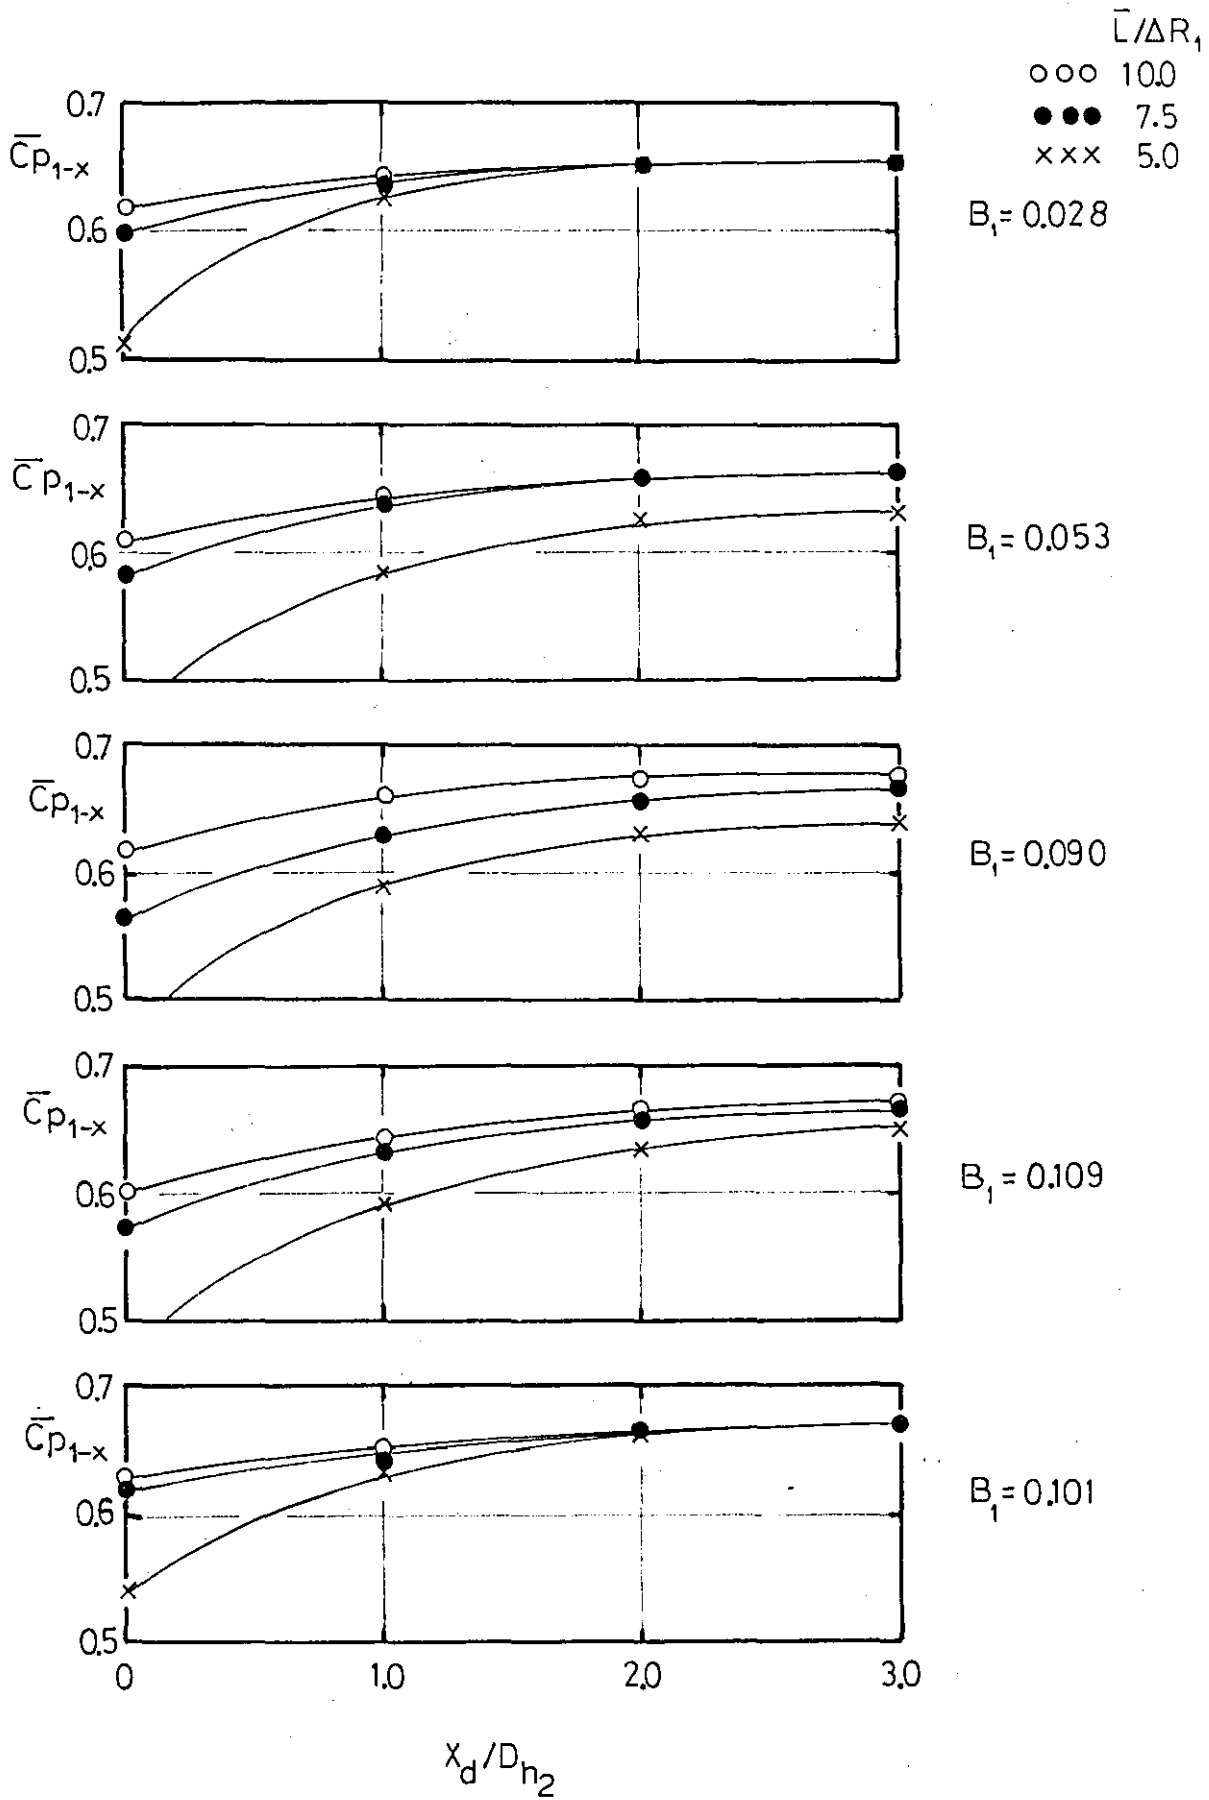 L̄/ΔR₁
○○○ 10.0
●●● 7.5
××× 5.0
0.7
C̄p₁₋ₓ
0.6
0.5
B₁ = 0.028
0.7
C̄p₁₋ₓ
0.6
0.5
B₁ = 0.053
0.7
C̄p₁₋ₓ
0.6
0.5
B₁ = 0.090
0.7
C̄p₁₋ₓ
0.6
0.5
B₁ = 0.109
0.7
C̄p₁₋ₓ
0.6
0.5
B₁ = 0.101
0 1.0 2.0 3.0
X_d/D_h₂